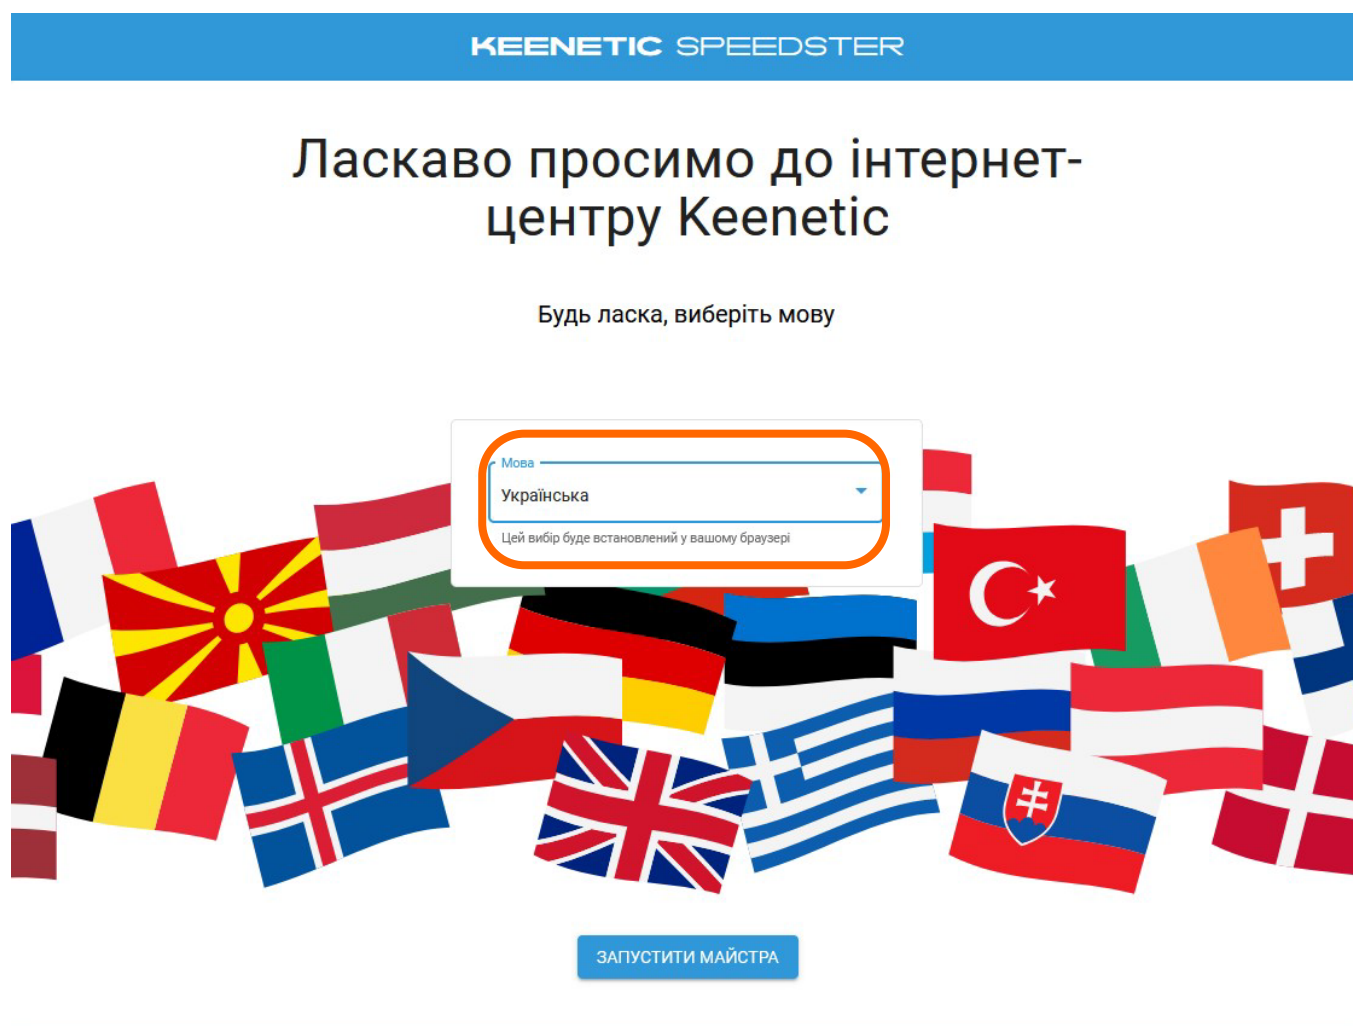 KEENETIC SPEEDSTER
Ласкаво просимо до інтернет-
центру Keenetic
Будь ласка, виберіть мову
Мова
Українська
Цей вибір буде встановлений у вашому браузері
ЗАПУСТИТИ МАЙСТРА